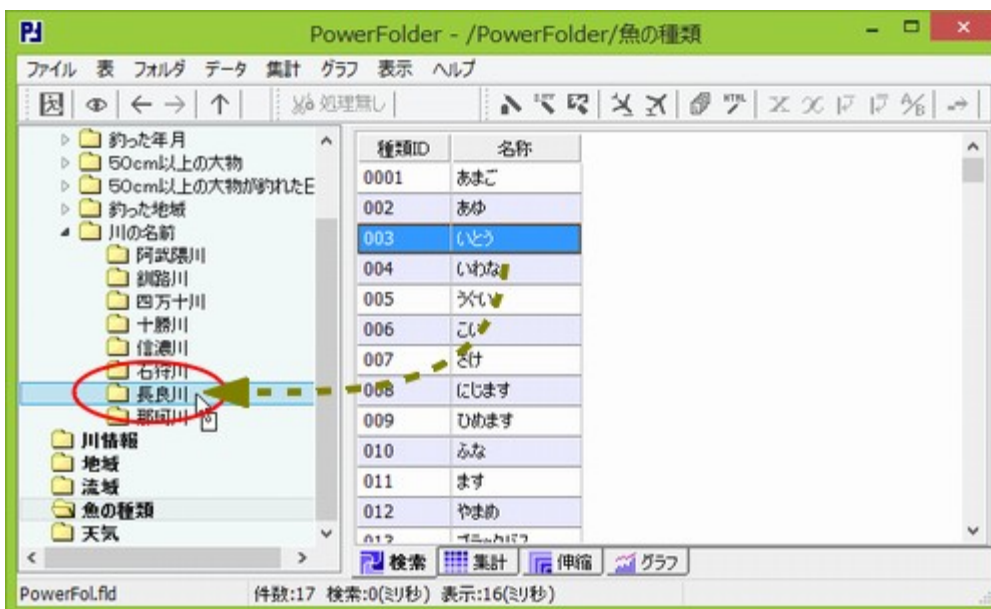 PowerFolder - /PowerFolder/魚の種類
ファイル 表 フォルダ データ 集計 グラフ 表示 ヘルプ
処理無し
釣った年月
50cm以上の大物
50cm以上の大物が釣れた
釣った地域
川の名前
阿武隈川
釧路川
四万十川
十勝川
信濃川
石狩川
長良川
那珂川
川情報
地域
流域
魚の種類
天気
種類ID 名称
0001 あまご
002 あゆ
003 いとう
004 いわな
005 うぐい
006 こい
007 さけ
008 にじます
009 ひめます
010 ふな
011 ます
012 やまめ
013 ブラックバス
検索 集計 伸縮 グラフ
PowerFol.fld 件数:17 検索:0(ミリ秒) 表示:16(ミリ秒)